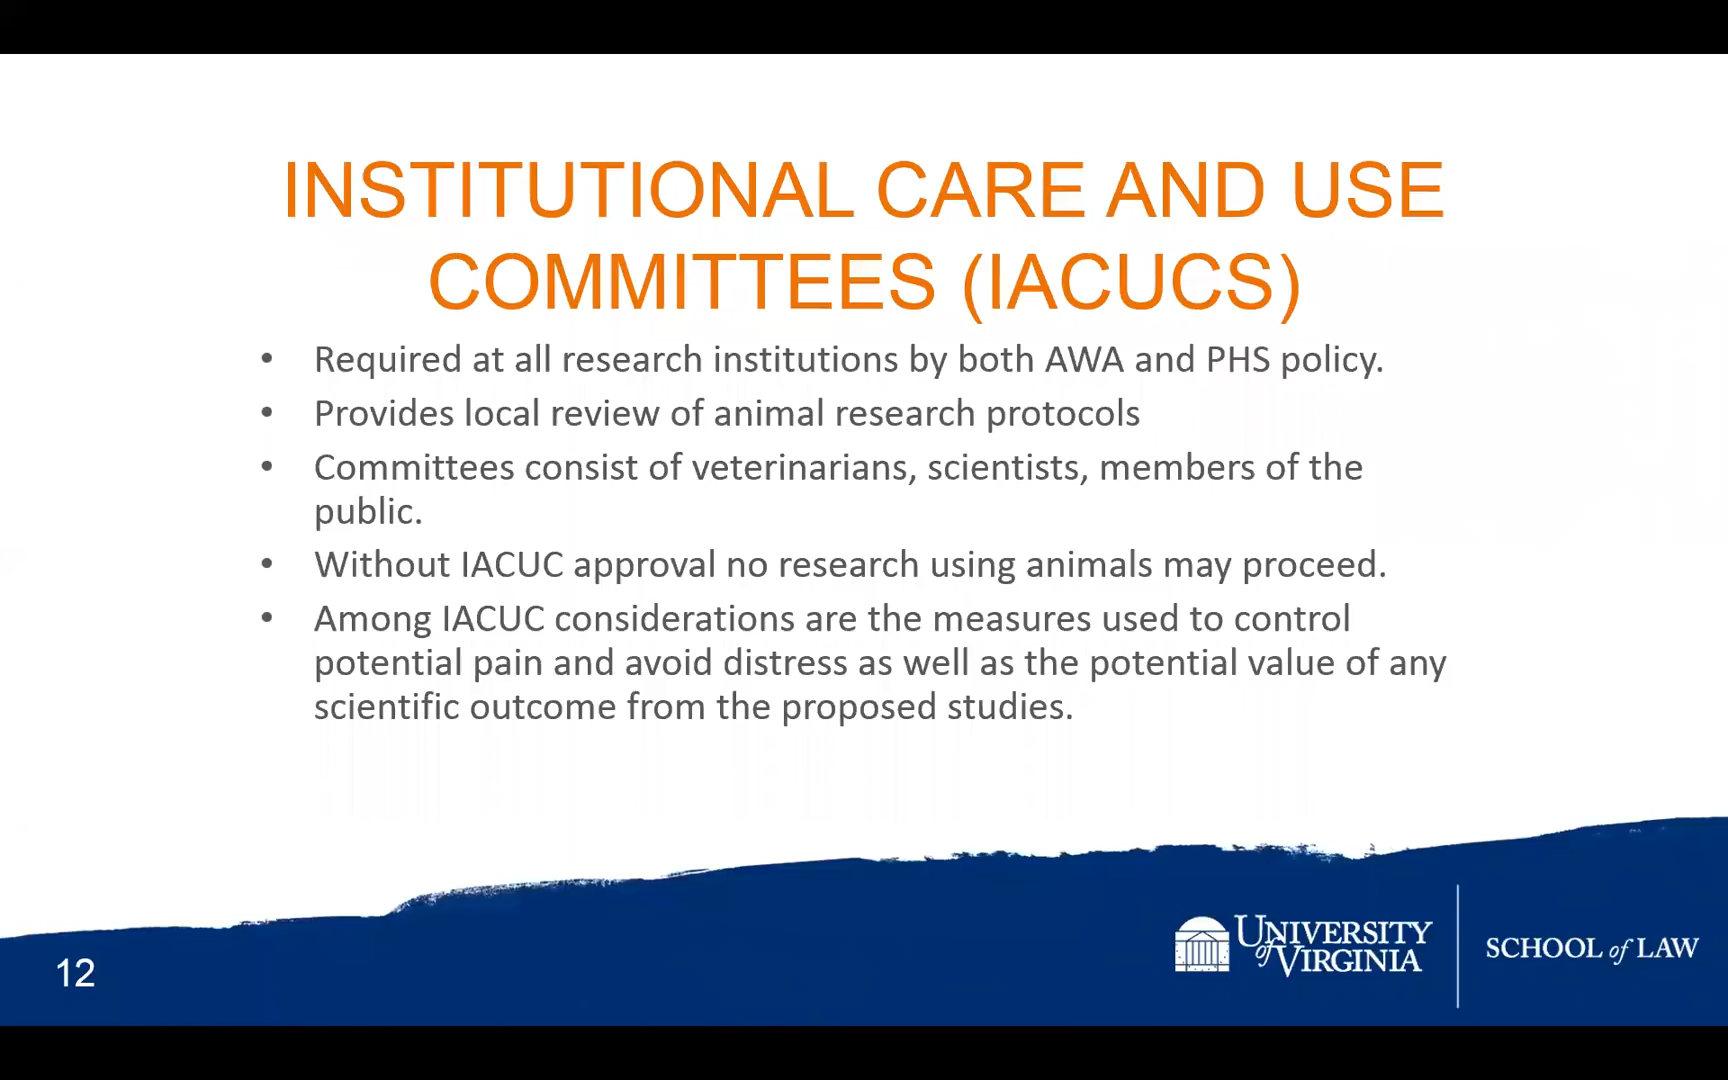 INSTITUTIONAL CARE AND USE
COMMITTEES (IACUCS)
• Required at all research institutions by both AWA and PHS policy.
• Provides local review of animal research protocols
• Committees consist of veterinarians, scientists, members of the
public.
• Without IACUC approval no research using animals may proceed.
• Among IACUC considerations are the measures used to control
potential pain and avoid distress as well as the potential value of any
scientific outcome from the proposed studies.
12
UNIVERSITY
of VIRGINIA
SCHOOL of LAW